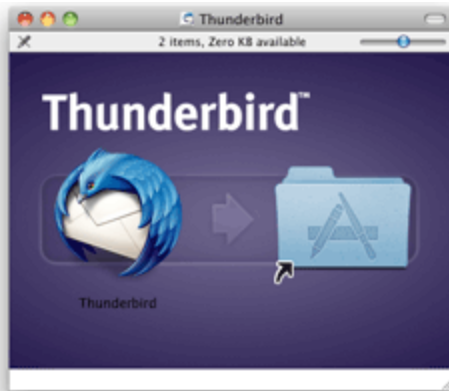 Thunderbird
2 items, Zero KB available
Thunderbird™
Thunderbird